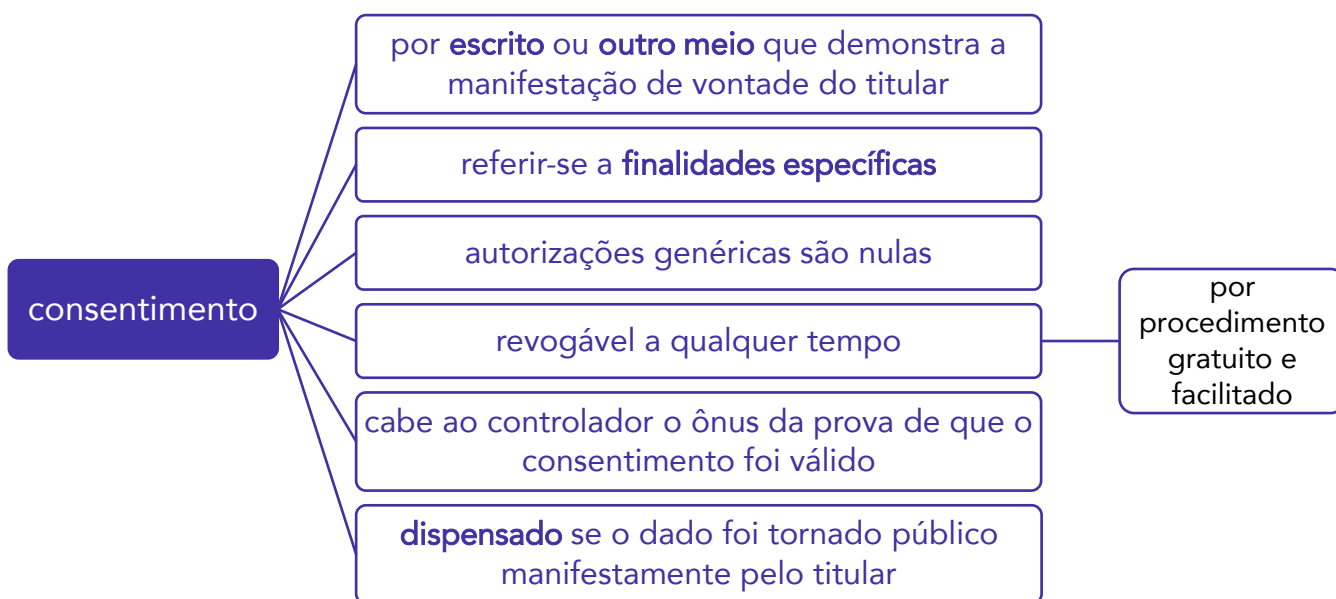 por escrito ou outro meio que demonstra a
manifestação de vontade do titular
referir-se a finalidades específicas
autorizações genéricas são nulas
consentimento
revogável a qualquer tempo
por
procedimento
gratuito e
facilitado
cabe ao controlador o ônus da prova de que o
consentimento foi válido
dispensado se o dado foi tornado público
manifestamente pelo titular